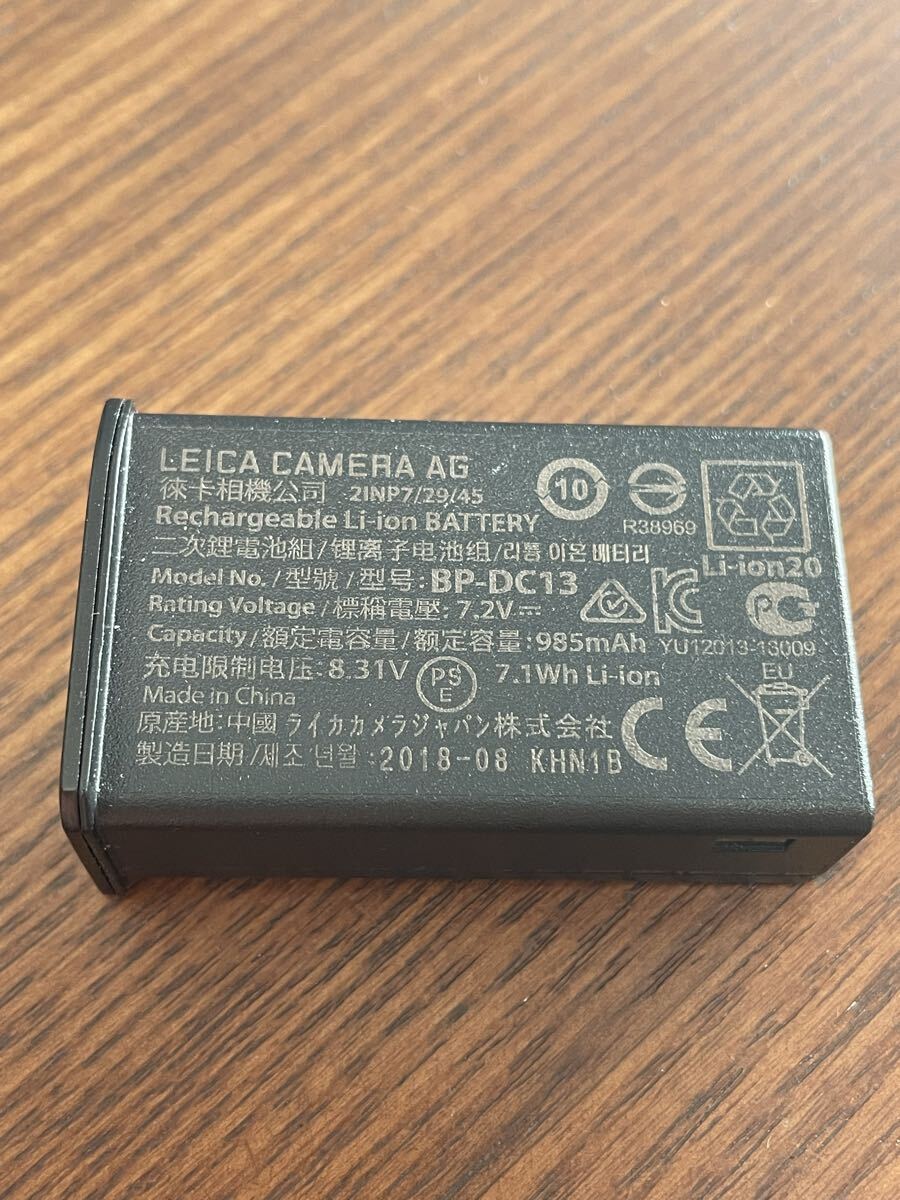 LEICA CAMERA AG
徠卡相機公司 2INP7/29/45
Rechargeable Li-ion BATTERY
二次鋰電池組/锂离子电池组/리튬 이온 배터리
Model No./型號/型号: BP-DC13
Rating Voltage/標稱電壓: 7.2V
Capacity/額定電容量/额定容量: 985mAh
充电限制电压: 8.31V
PS E
7.1Wh Li-ion
Made in China
原産地:中國 ライカカメラジャパン株式会社
製造日期/제조 년월: 2018-08 KHN1B
10
R38969
Li-ion20
YU12013-13009
EU
CE